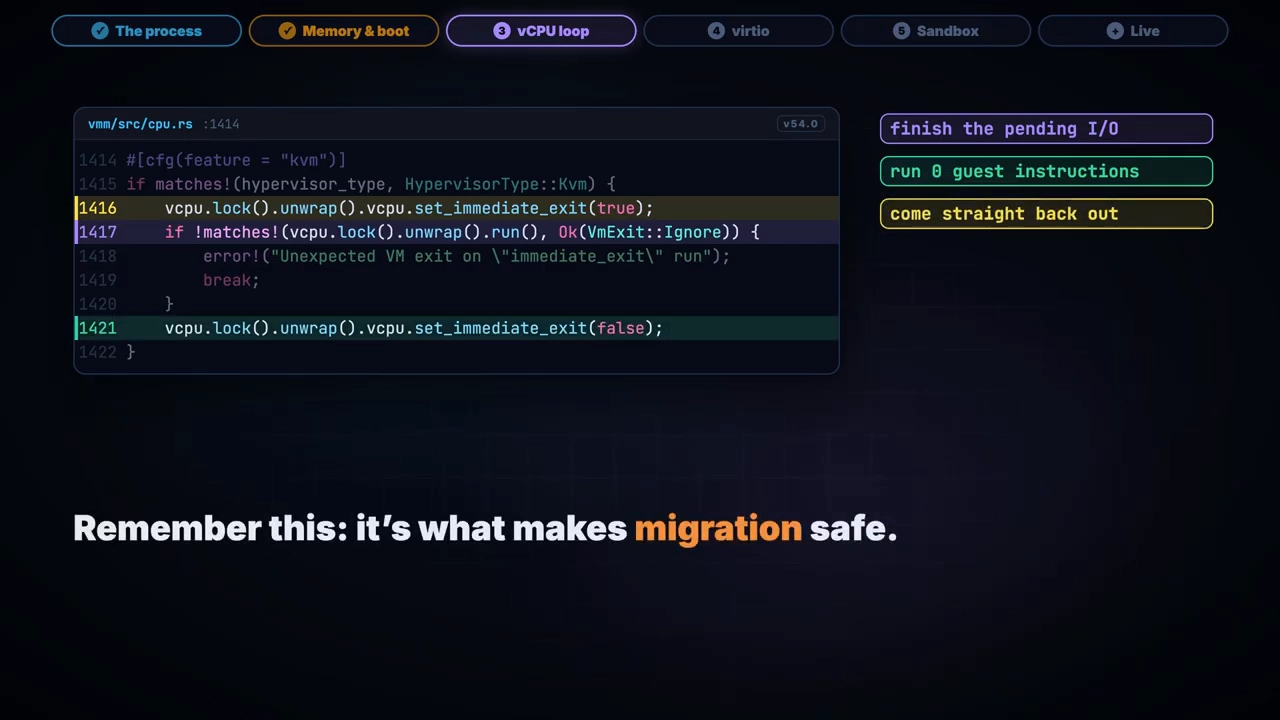 ✓ The process
✓ Memory & boot
3 vCPU loop
4 virtio
5 Sandbox
+ Live
vmm/src/cpu.rs :1414
v54.0
1414 #[cfg(feature = "kvm")]
1415 if matches!(hypervisor_type, HypervisorType::Kvm) {
1416     vcpu.lock().unwrap().vcpu.set_immediate_exit(true);
1417     if !matches!(vcpu.lock().unwrap().run(), Ok(VmExit::Ignore)) {
1418         error!("Unexpected VM exit on \"immediate_exit\" run");
1419         break;
1420     }
1421     vcpu.lock().unwrap().vcpu.set_immediate_exit(false);
1422 }
finish the pending I/O
run 0 guest instructions
come straight back out
Remember this: it’s what makes migration safe.